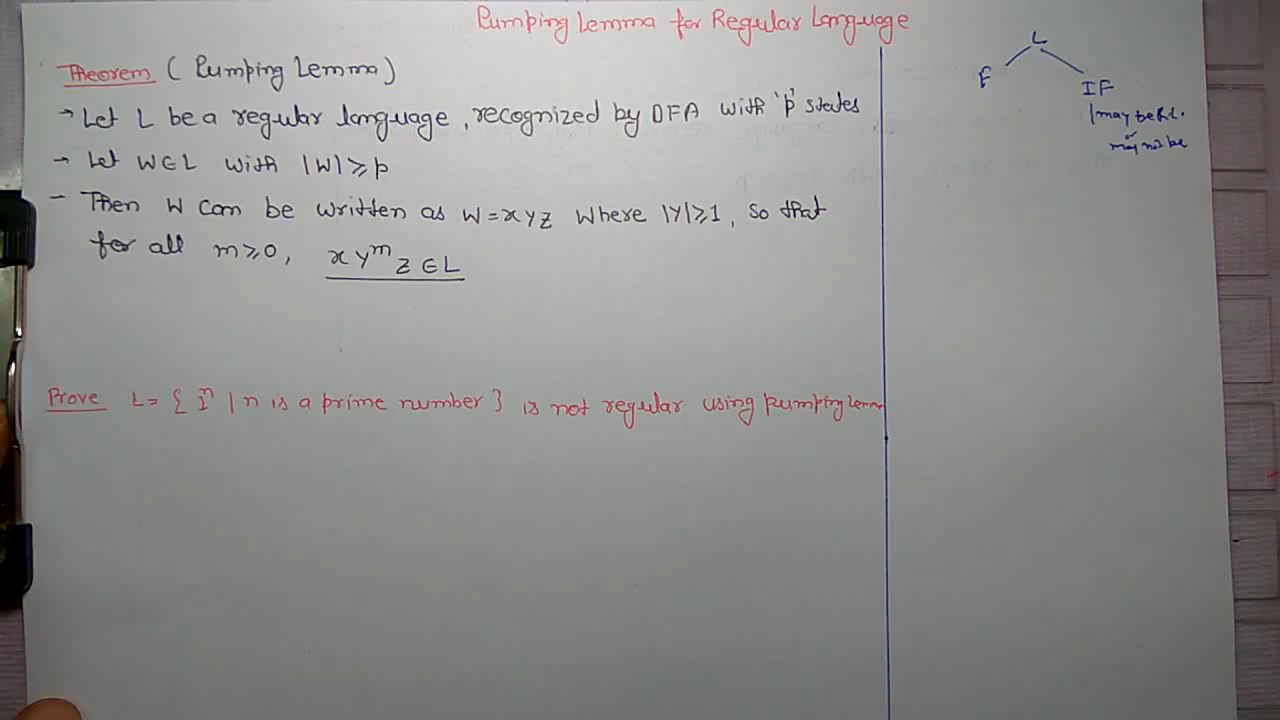 Pumping Lemma for Regular Language
Theorem (Pumping Lemma)
→ Let L be a regular language, recognized by DFA with 'p' states
→ Let W∈L with |W|≥p
- Then W can be written as W=xyz where |Y|≥1, so that
for all m≥0, xy^m z ∈L
Prove L= { 1^n | n is a prime number } is not regular using pumping Lemma
L
F IF
may be R.L.
or
may not be